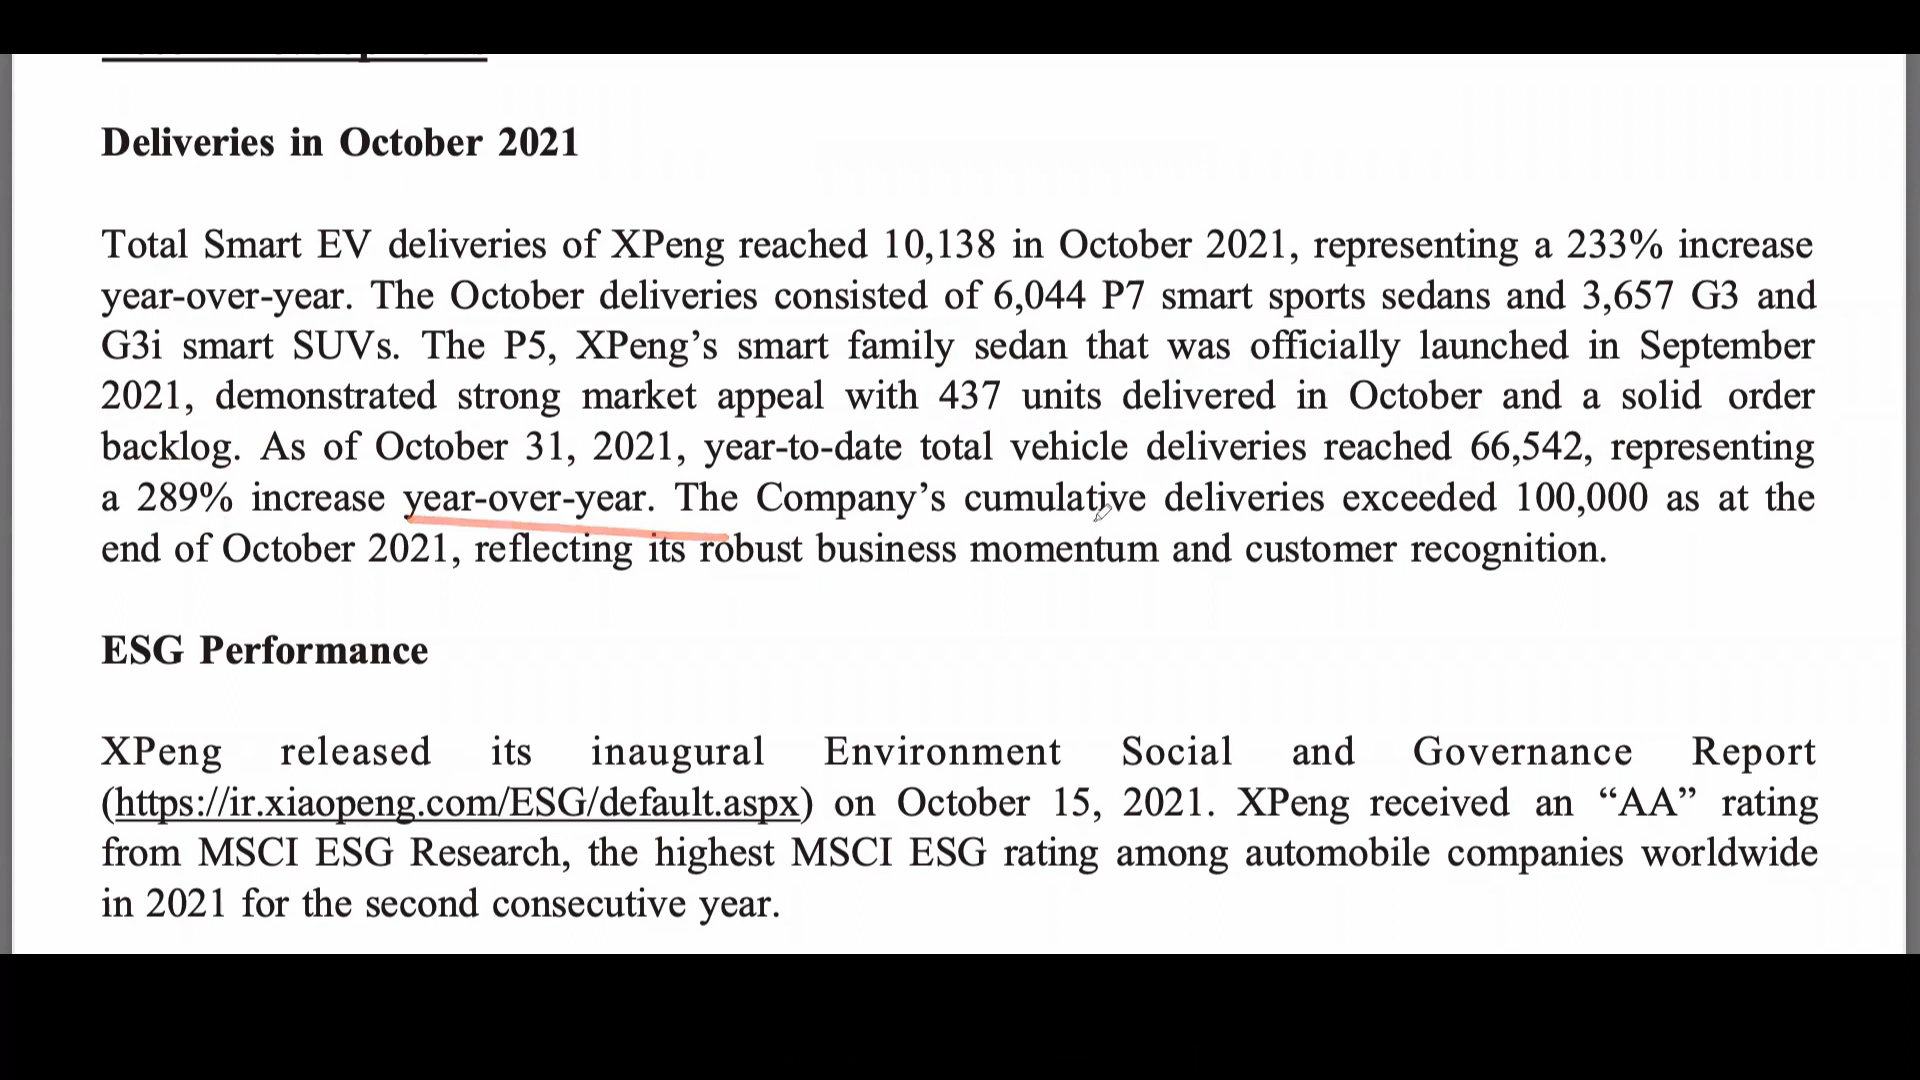 Deliveries in October 2021
Total Smart EV deliveries of XPeng reached 10,138 in October 2021, representing a 233% increase
year-over-year. The October deliveries consisted of 6,044 P7 smart sports sedans and 3,657 G3 and
G3i smart SUVs. The P5, XPeng’s smart family sedan that was officially launched in September
2021, demonstrated strong market appeal with 437 units delivered in October and a solid order
backlog. As of October 31, 2021, year-to-date total vehicle deliveries reached 66,542, representing
a 289% increase year-over-year. The Company’s cumulative deliveries exceeded 100,000 as at the
end of October 2021, reflecting its robust business momentum and customer recognition.
ESG Performance
XPeng released its inaugural Environment Social and Governance Report
(https://ir.xiaopeng.com/ESG/default.aspx) on October 15, 2021. XPeng received an “AA” rating
from MSCI ESG Research, the highest MSCI ESG rating among automobile companies worldwide
in 2021 for the second consecutive year.